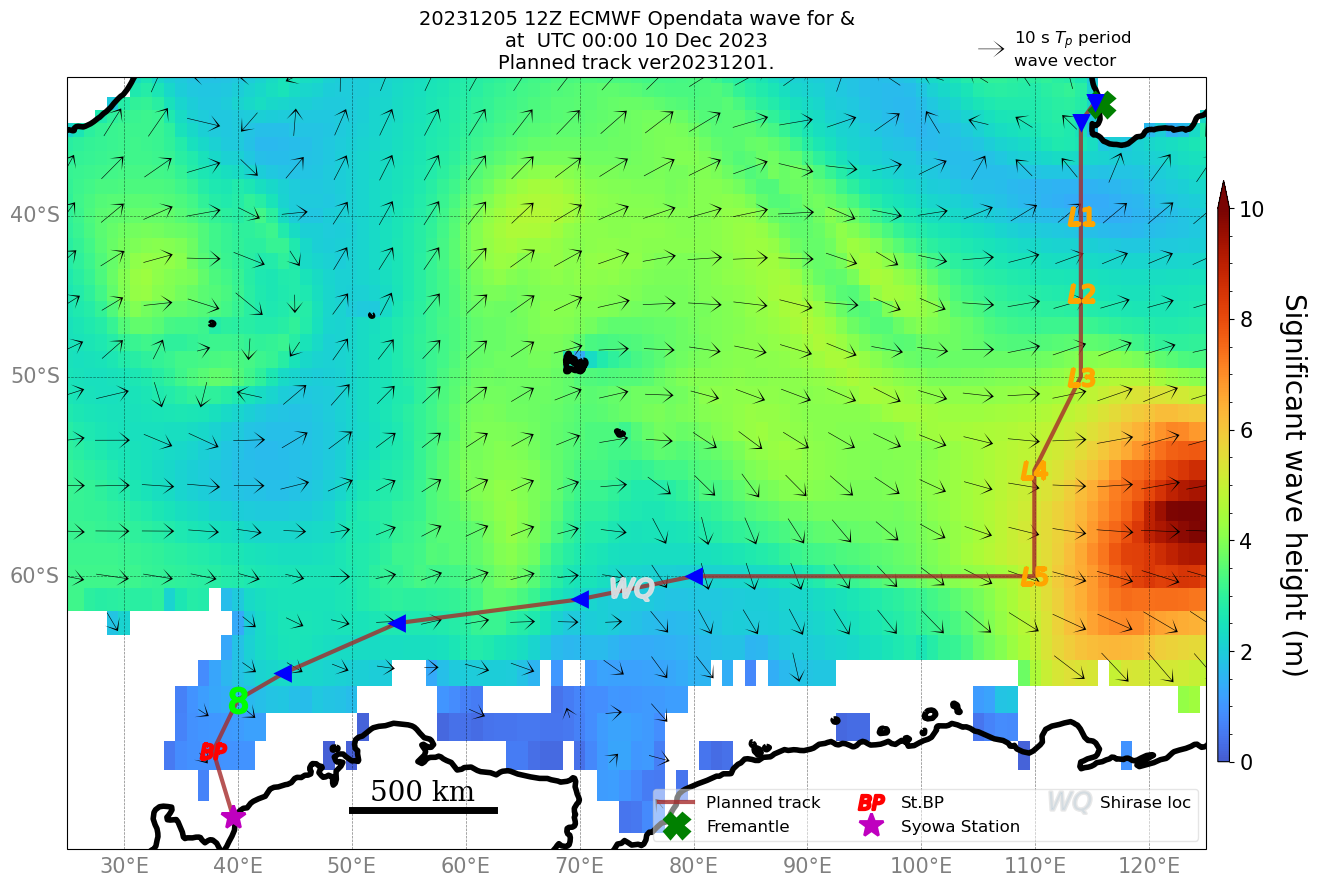 20231205 12Z ECMWF Opendata wave for &
at  UTC 00:00 10 Dec 2023
Planned track ver20231201.
10 s Tp period
wave vector
40°S
50°S
60°S
L1
L2
L3
L4
L5
WQ
8
BP
500 km
Planned track
Fremantle
BP St.BP
Syowa Station
WQ Shirase loc
30°E 40°E 50°E 60°E 70°E 80°E 90°E 100°E 110°E 120°E
10
8
6
4
2
0
Significant wave height (m)